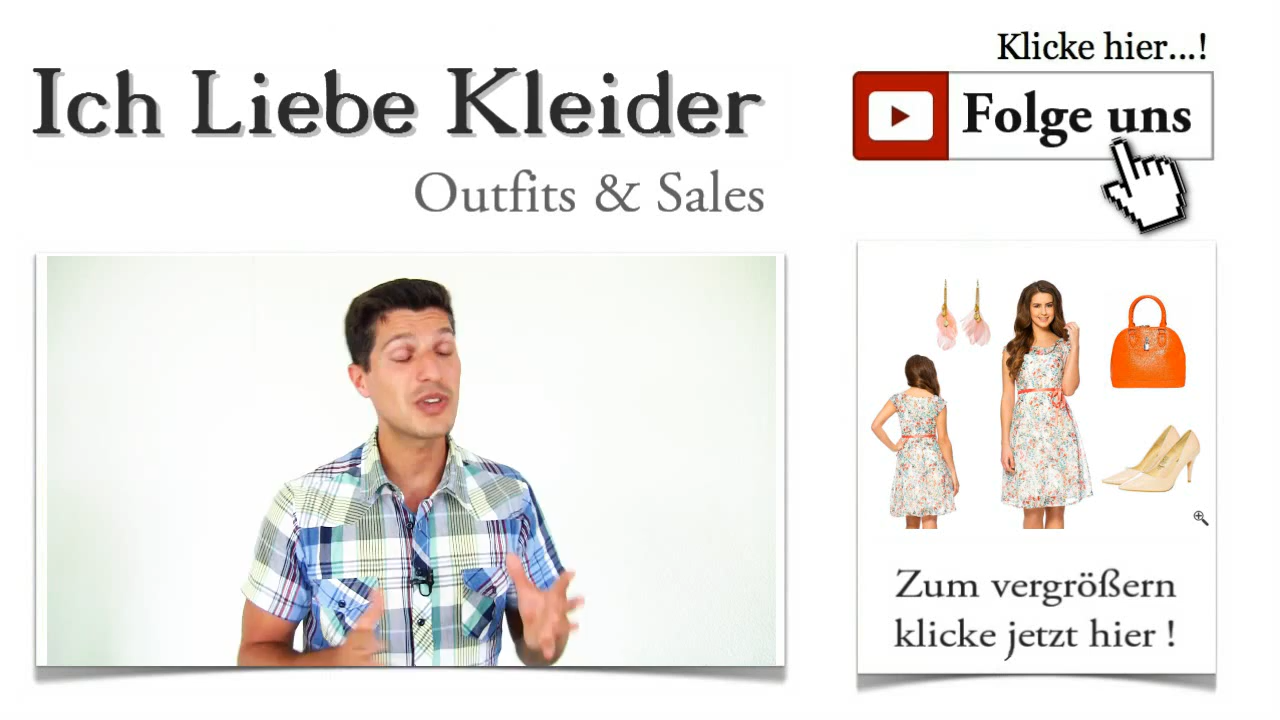 Ich Liebe Kleider
Outfits & Sales
Klicke hier...!
Folge uns
Zum vergrößern
klicke jetzt hier !